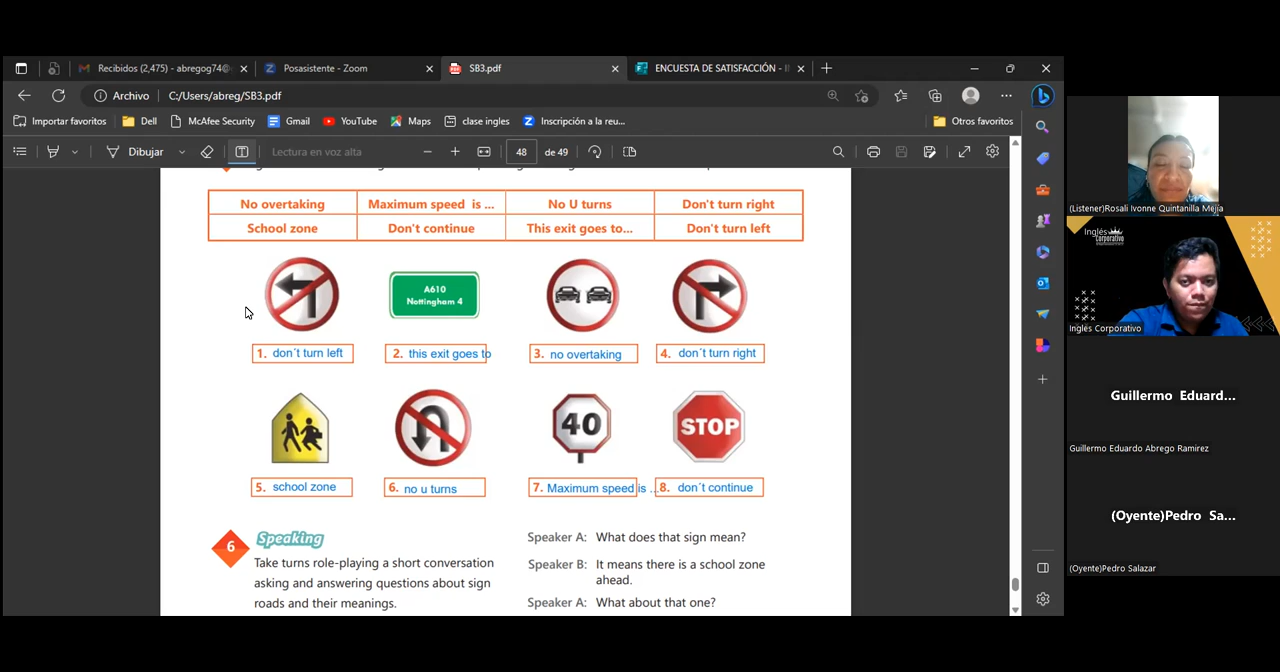 Recibidos (2,475) - abregog74@
Posasistente - Zoom
SB3.pdf
ENCUESTA DE SATISFACCIÓN - I
Archivo
C:/Users/abreg/SB3.pdf
Importar favoritos
Dell
McAfee Security
Gmail
YouTube
Maps
clase ingles
Inscripción a la reu...
Otros favoritos
Dibujar
Lectura en voz alta
48
de 49
No overtaking
Maximum speed is ...
No U turns
Don't turn right
School zone
Don't continue
This exit goes to...
Don't turn left
A610
Nottingham 4
1. don´t turn left
2. this exit goes to
3. no overtaking
4. don´t turn right
40
STOP
5. school zone
6. no u turns
7. Maximum speed is ...
8. don´t continue
6
Speaking
Take turns role-playing a short conversation
asking and answering questions about sign
roads and their meanings.
Speaker A: What does that sign mean?
Speaker B: It means there is a school zone
ahead.
Speaker A: What about that one?
(Listener)Rosali Ivonne Quintanilla Mejía
Inglés
Corporativo
Inglés Corporativo
Guillermo Eduard...
Guillermo Eduardo Abrego Ramirez
(Oyente)Pedro Sa...
(Oyente)Pedro Salazar